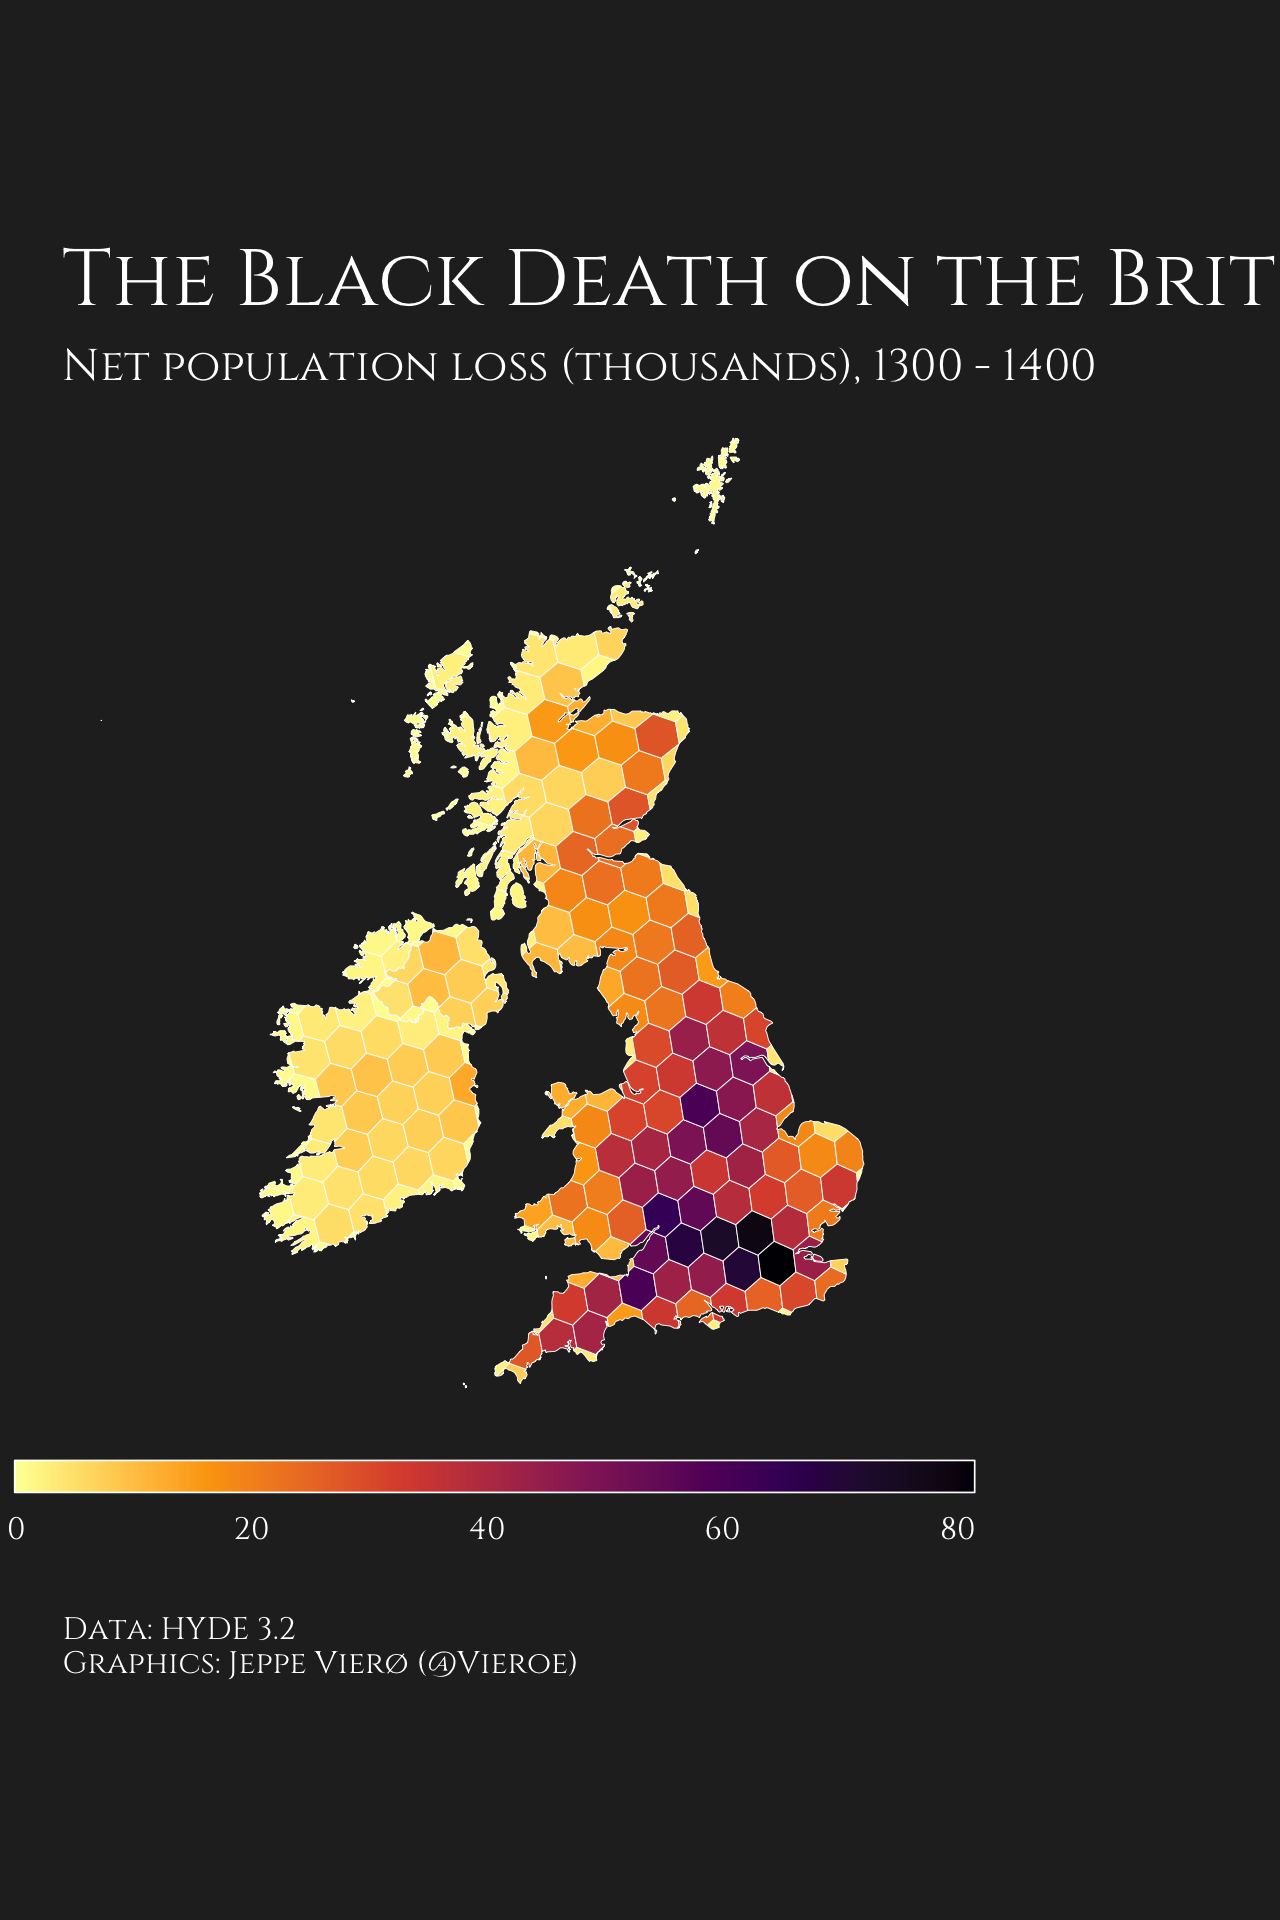 The Black Death on the Brit
Net population loss (thousands), 1300 - 1400
0 20 40 60 80
Data: HYDE 3.2
Graphics: Jeppe Vierø (@Vieroe)